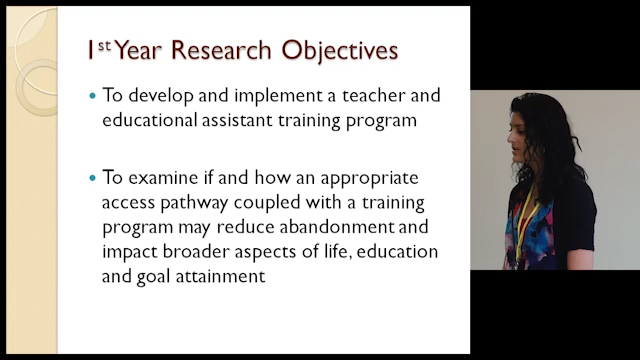 1st Year Research Objectives
• To develop and implement a teacher and
educational assistant training program
• To examine if and how an appropriate
access pathway coupled with a training
program may reduce abandonment and
impact broader aspects of life, education
and goal attainment